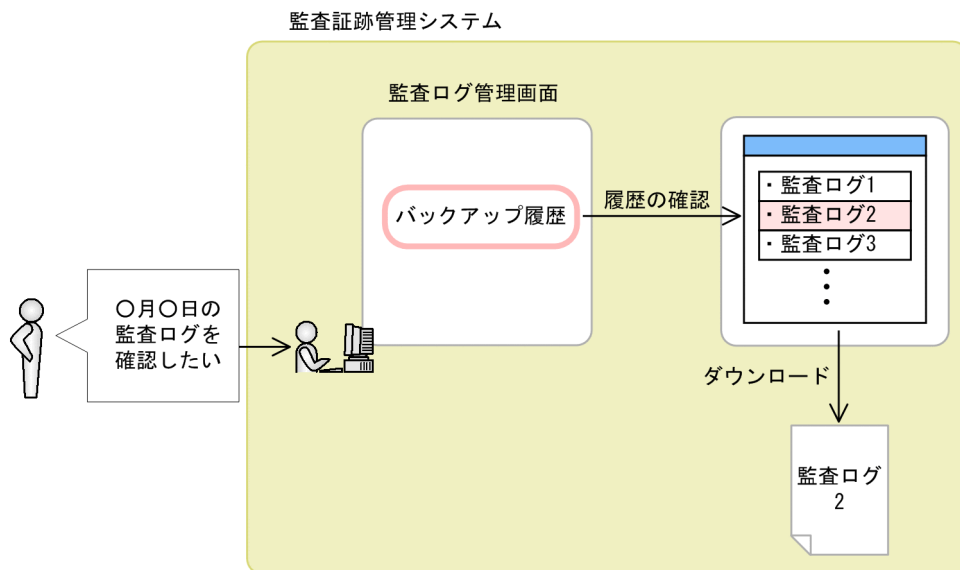 監査証跡管理システム
監査ログ管理画面
バックアップ履歴
履歴の確認
・監査ログ1
・監査ログ2
・監査ログ3
〇月〇日の
監査ログを
確認したい
ダウンロード
監査ログ
2